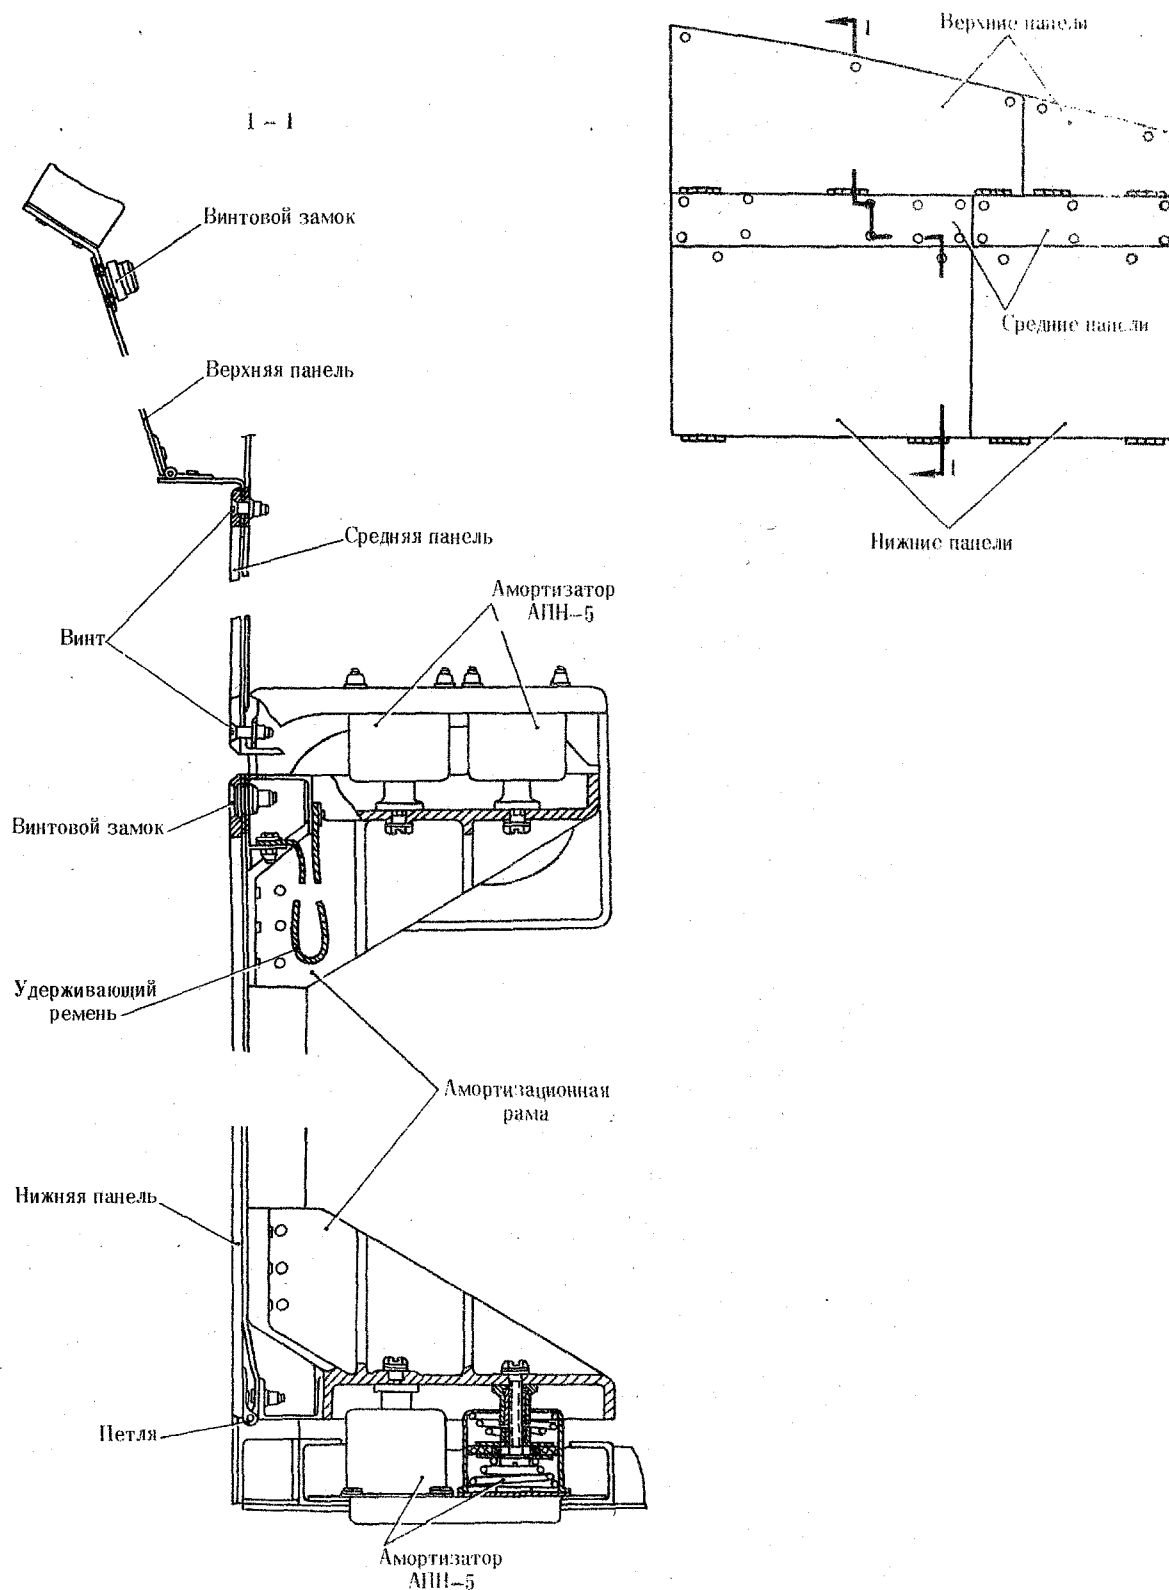 1 – 1
Винтовой замок
Верхняя панель
Средняя панель
Амортизатор
АПН–5
Винт
Винтовой замок
Удерживающий
ремень
Амортизационная
рама
Нижняя панель
Петля
Амортизатор
АПН–5
1
Верхние панели
Средние панели
1
Нижние панели